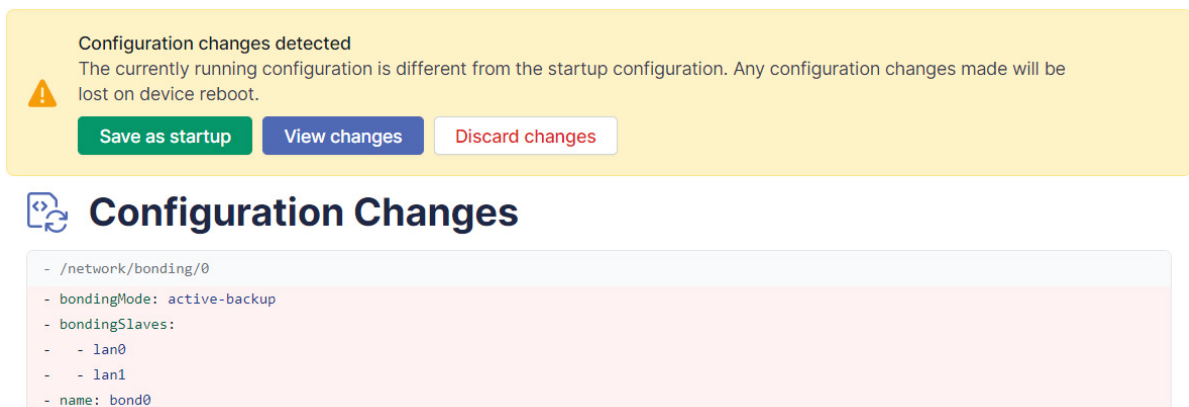 Configuration changes detected
The currently running configuration is different from the startup configuration. Any configuration changes made will be
lost on device reboot.
Save as startup View changes Discard changes
Configuration Changes
- /network/bonding/0
- bondingMode: active-backup
- bondingSlaves:
-   - lan0
-   - lan1
- name: bond0